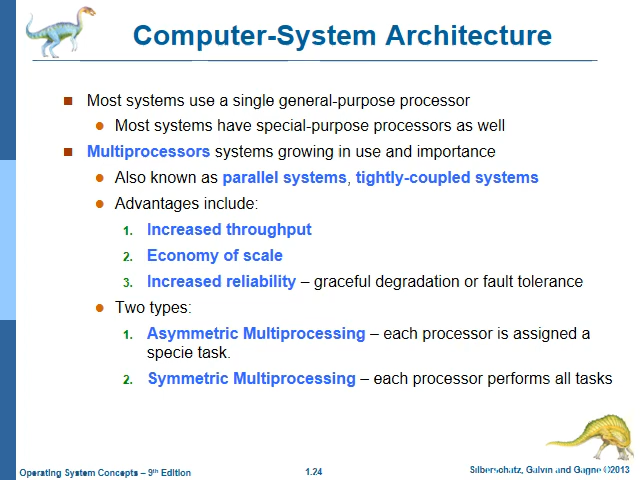 Computer-System Architecture
Most systems use a single general-purpose processor
Most systems have special-purpose processors as well
Multiprocessors systems growing in use and importance
Also known as parallel systems, tightly-coupled systems
Advantages include:
1. Increased throughput
2. Economy of scale
3. Increased reliability – graceful degradation or fault tolerance
Two types:
1. Asymmetric Multiprocessing – each processor is assigned a
specie task.
2. Symmetric Multiprocessing – each processor performs all tasks
Operating System Concepts – 9th Edition
1.24
Silberschatz, Galvin and Gagne ©2013